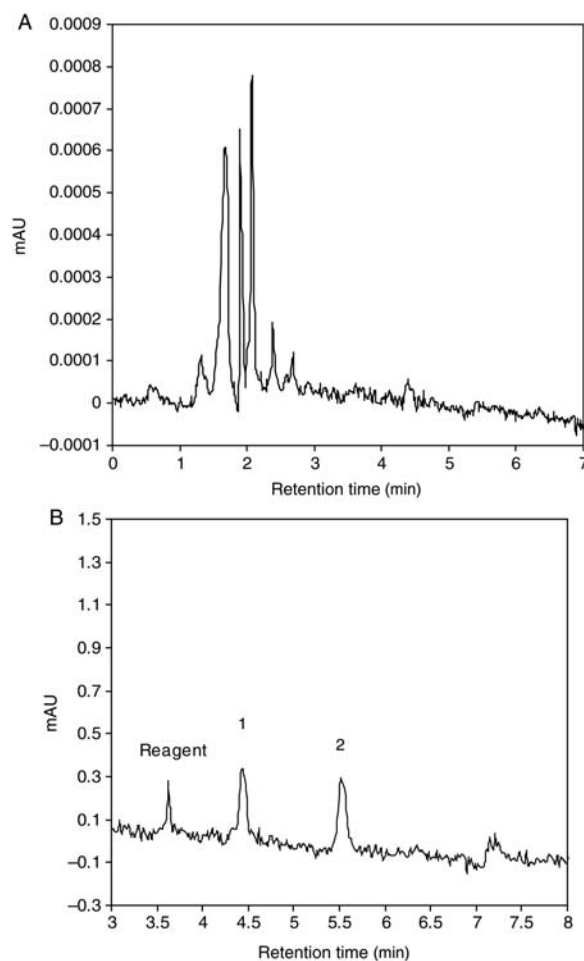 A
0.0009
0.0008
0.0007
0.0006
0.0005
0.0004
0.0003
0.0002
0.0001
0
–0.0001
mAU
0 1 2 3 4 5 6 7
Retention time (min)
B
1.5
1.3
1.1
0.9
0.7
0.5
0.3
0.1
–0.1
–0.3
mAU
Reagent
1
2
3 3.5 4 4.5 5 5.5 6 6.5 7 7.5 8
Retention time (min)